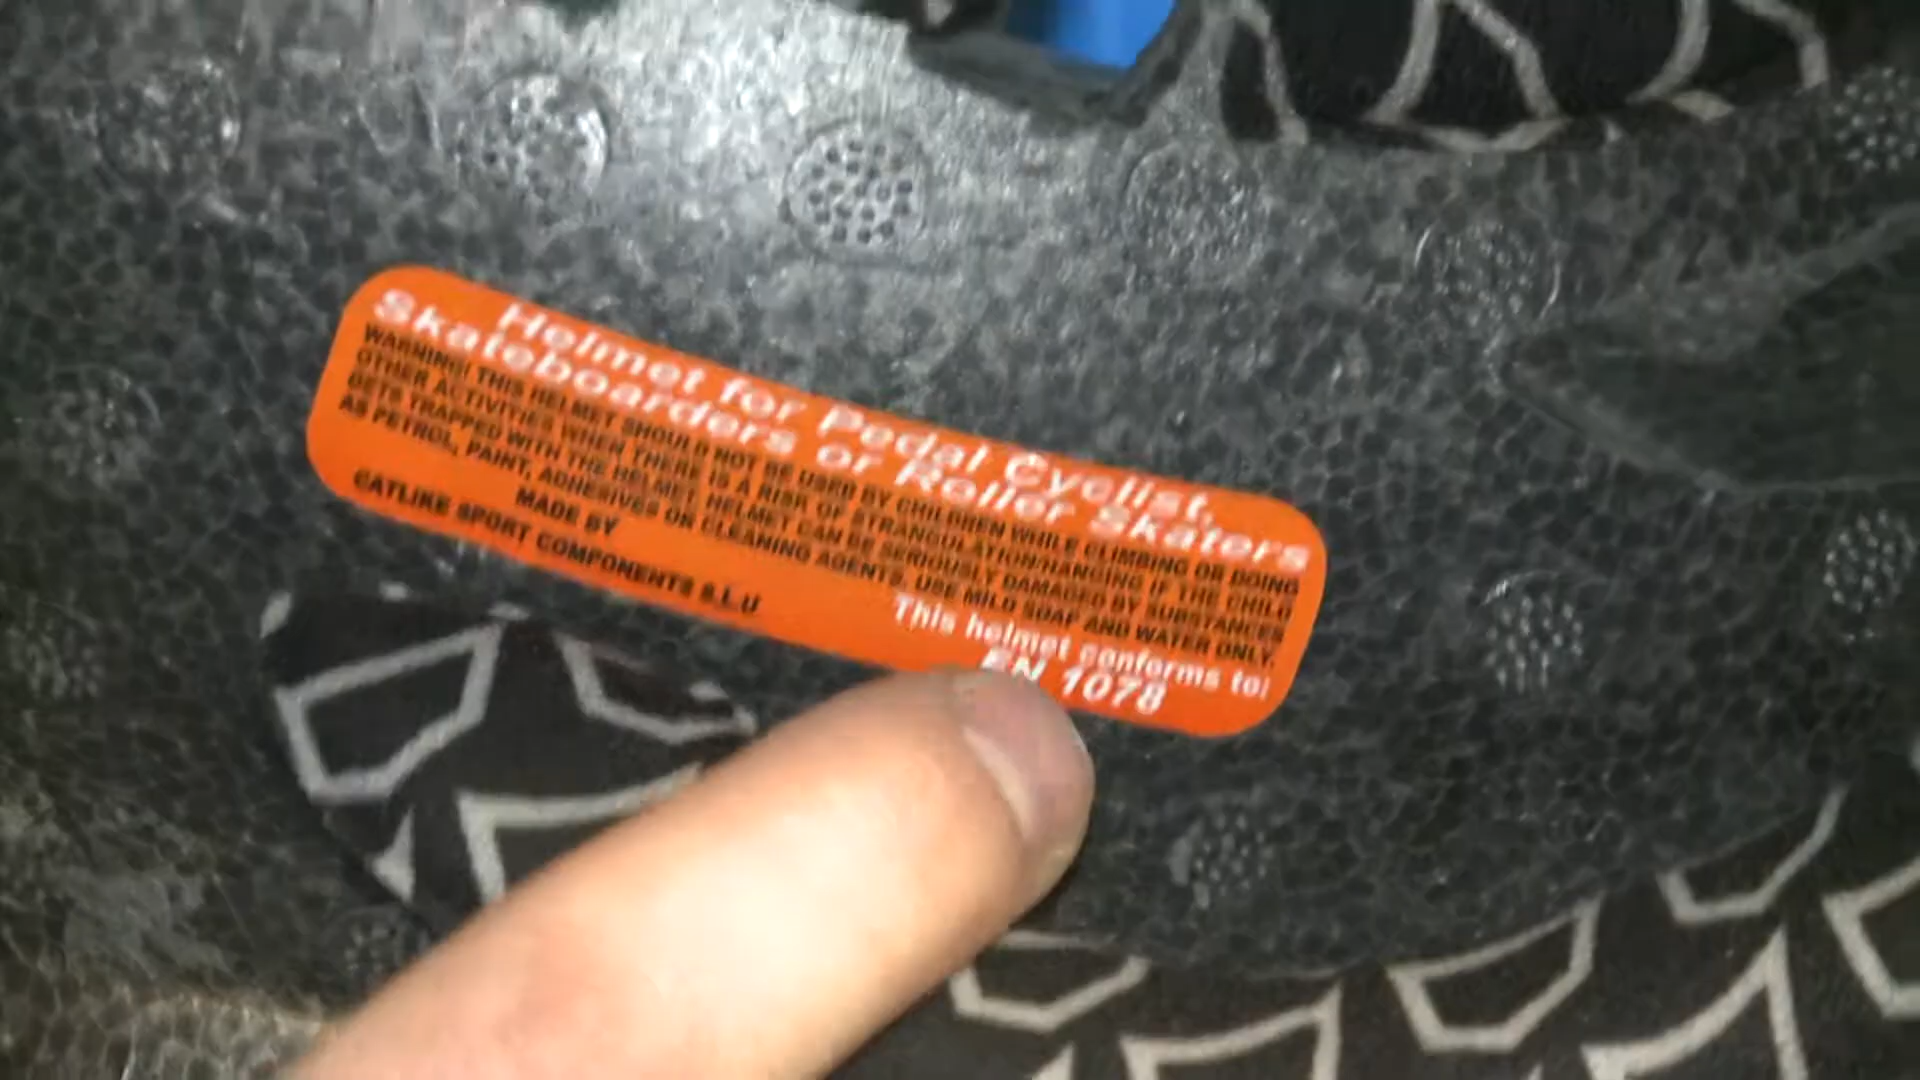 Helmet for Pedal Cyclist,
Skateboarders or Roller Skaters
WARNING! THIS HELMET SHOULD NOT BE USED BY CHILDREN WHILE CLIMBING OR DOING
OTHER ACTIVITIES WHEN THERE IS A RISK OF STRANGULATION/HANGING IF THE CHILD
GETS TRAPPED WITH THE HELMET. HELMET CAN BE SERIOUSLY DAMAGED BY SUBSTANCES
AS PETROL, PAINT, ADHESIVES OR CLEANING AGENTS, USE MILD SOAP AND WATER ONLY.
MADE BY
CATLIKE SPORT COMPONENTS S.L.U
This helmet conforms to:
EN 1078